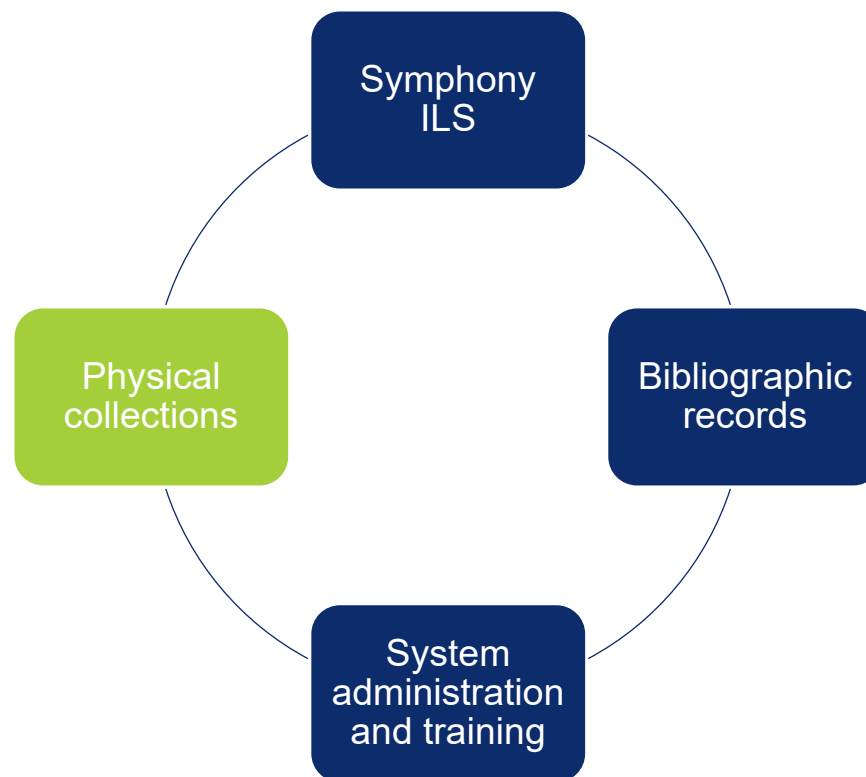 Symphony
ILS
Physical
collections
Bibliographic
records
System
administration
and training